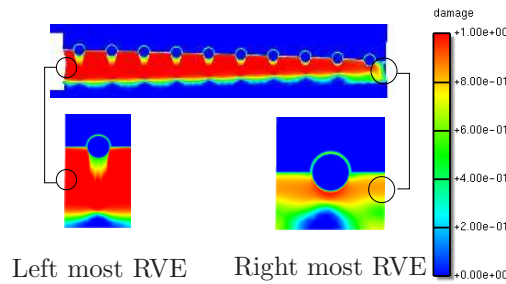 damage
+1.00e+00
+8.00e-01
+6.00e-01
+4.00e-01
+2.00e-01
+0.00e+00
Left most RVE
Right most RVE